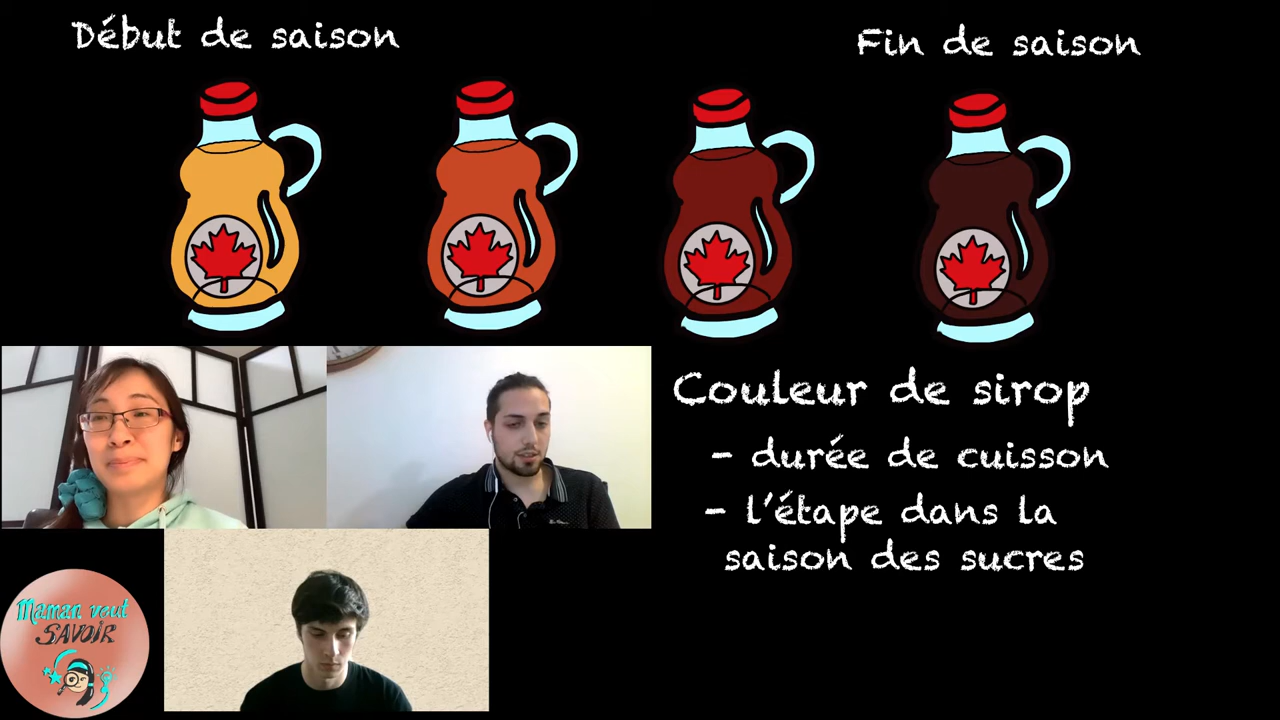 Début de saison
Fin de saison
Couleur de sirop
- durée de cuisson
- l'étape dans la
saison des sucres
Maman veut
SAVOIR